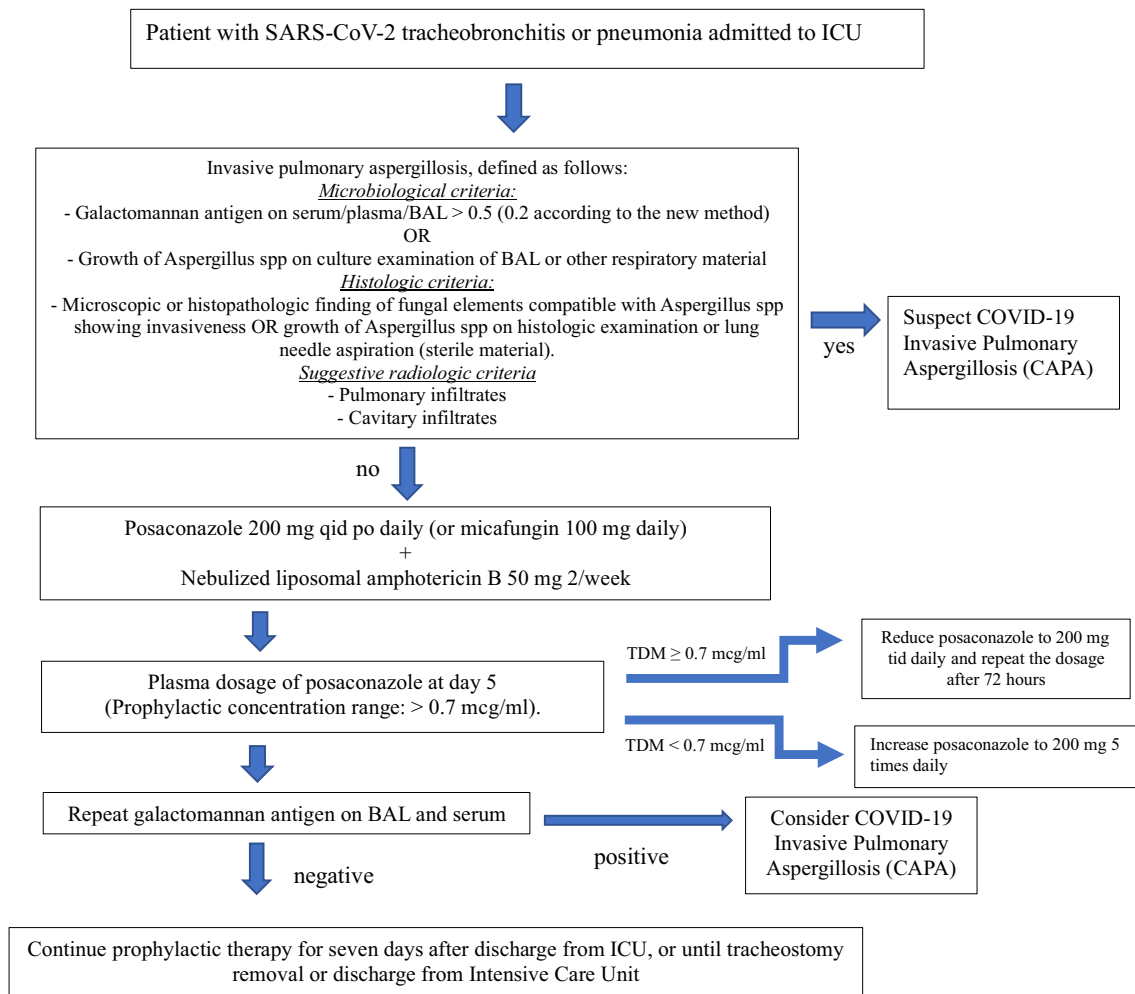 Patient with SARS-CoV-2 tracheobronchitis or pneumonia admitted to ICU
Invasive pulmonary aspergillosis, defined as follows:
Microbiological criteria:
- Galactomannan antigen on serum/plasma/BAL > 0.5 (0.2 according to the new method)
OR
- Growth of Aspergillus spp on culture examination of BAL or other respiratory material
Histologic criteria:
- Microscopic or histopathologic finding of fungal elements compatible with Aspergillus spp
showing invasiveness OR growth of Aspergillus spp on histologic examination or lung
needle aspiration (sterile material).
Suggestive radiologic criteria
- Pulmonary infiltrates
- Cavitary infiltrates
yes
Suspect COVID-19
Invasive Pulmonary
Aspergillosis (CAPA)
no
Posaconazole 200 mg qid po daily (or micafungin 100 mg daily)
+
Nebulized liposomal amphotericin B 50 mg 2/week
Plasma dosage of posaconazole at day 5
(Prophylactic concentration range: > 0.7 mcg/ml).
TDM ≥ 0.7 mcg/ml
Reduce posaconazole to 200 mg
tid daily and repeat the dosage
after 72 hours
TDM < 0.7 mcg/ml
Increase posaconazole to 200 mg 5
times daily
Repeat galactomannan antigen on BAL and serum
positive
Consider COVID-19
Invasive Pulmonary
Aspergillosis (CAPA)
negative
Continue prophylactic therapy for seven days after discharge from ICU, or until tracheostomy
removal or discharge from Intensive Care Unit